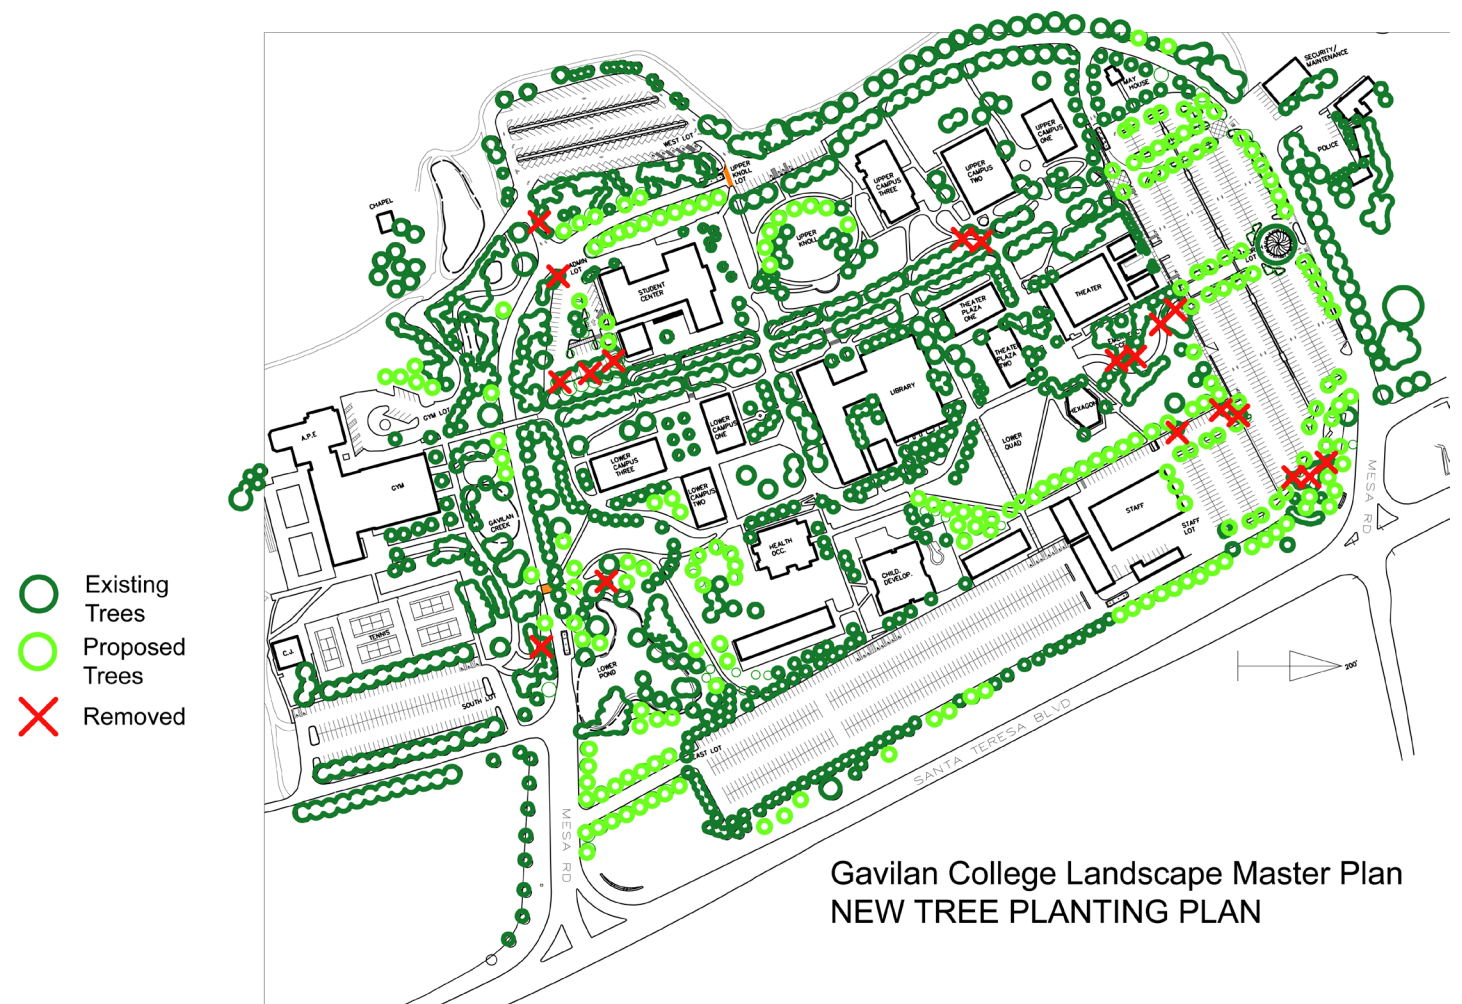 SECURITY/
MAINTENANCE
MAY
HOUSE
WEST LOT
UPPER
CAMPUS
ONE
POLICE
UPPER
KNOLL
LOT
UPPER
CAMPUS
THREE
UPPER
CAMPUS
TWO
CHAPEL
UPPER
KNOLL
ADMIN
LOT
LOT
STUDENT
CENTER
THEATER
THEATER
PLAZA
ONE
THEATER
PLAZA
TWO
LIBRARY
HEXAGON
GYM LOT
LOWER
CAMPUS
ONE
A.P.E.
LOWER
QUAD
LOWER
CAMPUS
THREE
GYM
LOWER
CAMPUS
TWO
MESA RD
STAFF
GAVILAN
CREEK
STAFF
LOT
HEALTH
OCC.
CHILD.
DEVELOP.
Existing
Trees
Proposed
Trees
Removed
TENNIS
C.J.
LOWER
POND
200'
SOUTH LOT
EAST LOT
SANTA TERESA BLVD
MESA RD
Gavilan College Landscape Master Plan
NEW TREE PLANTING PLAN